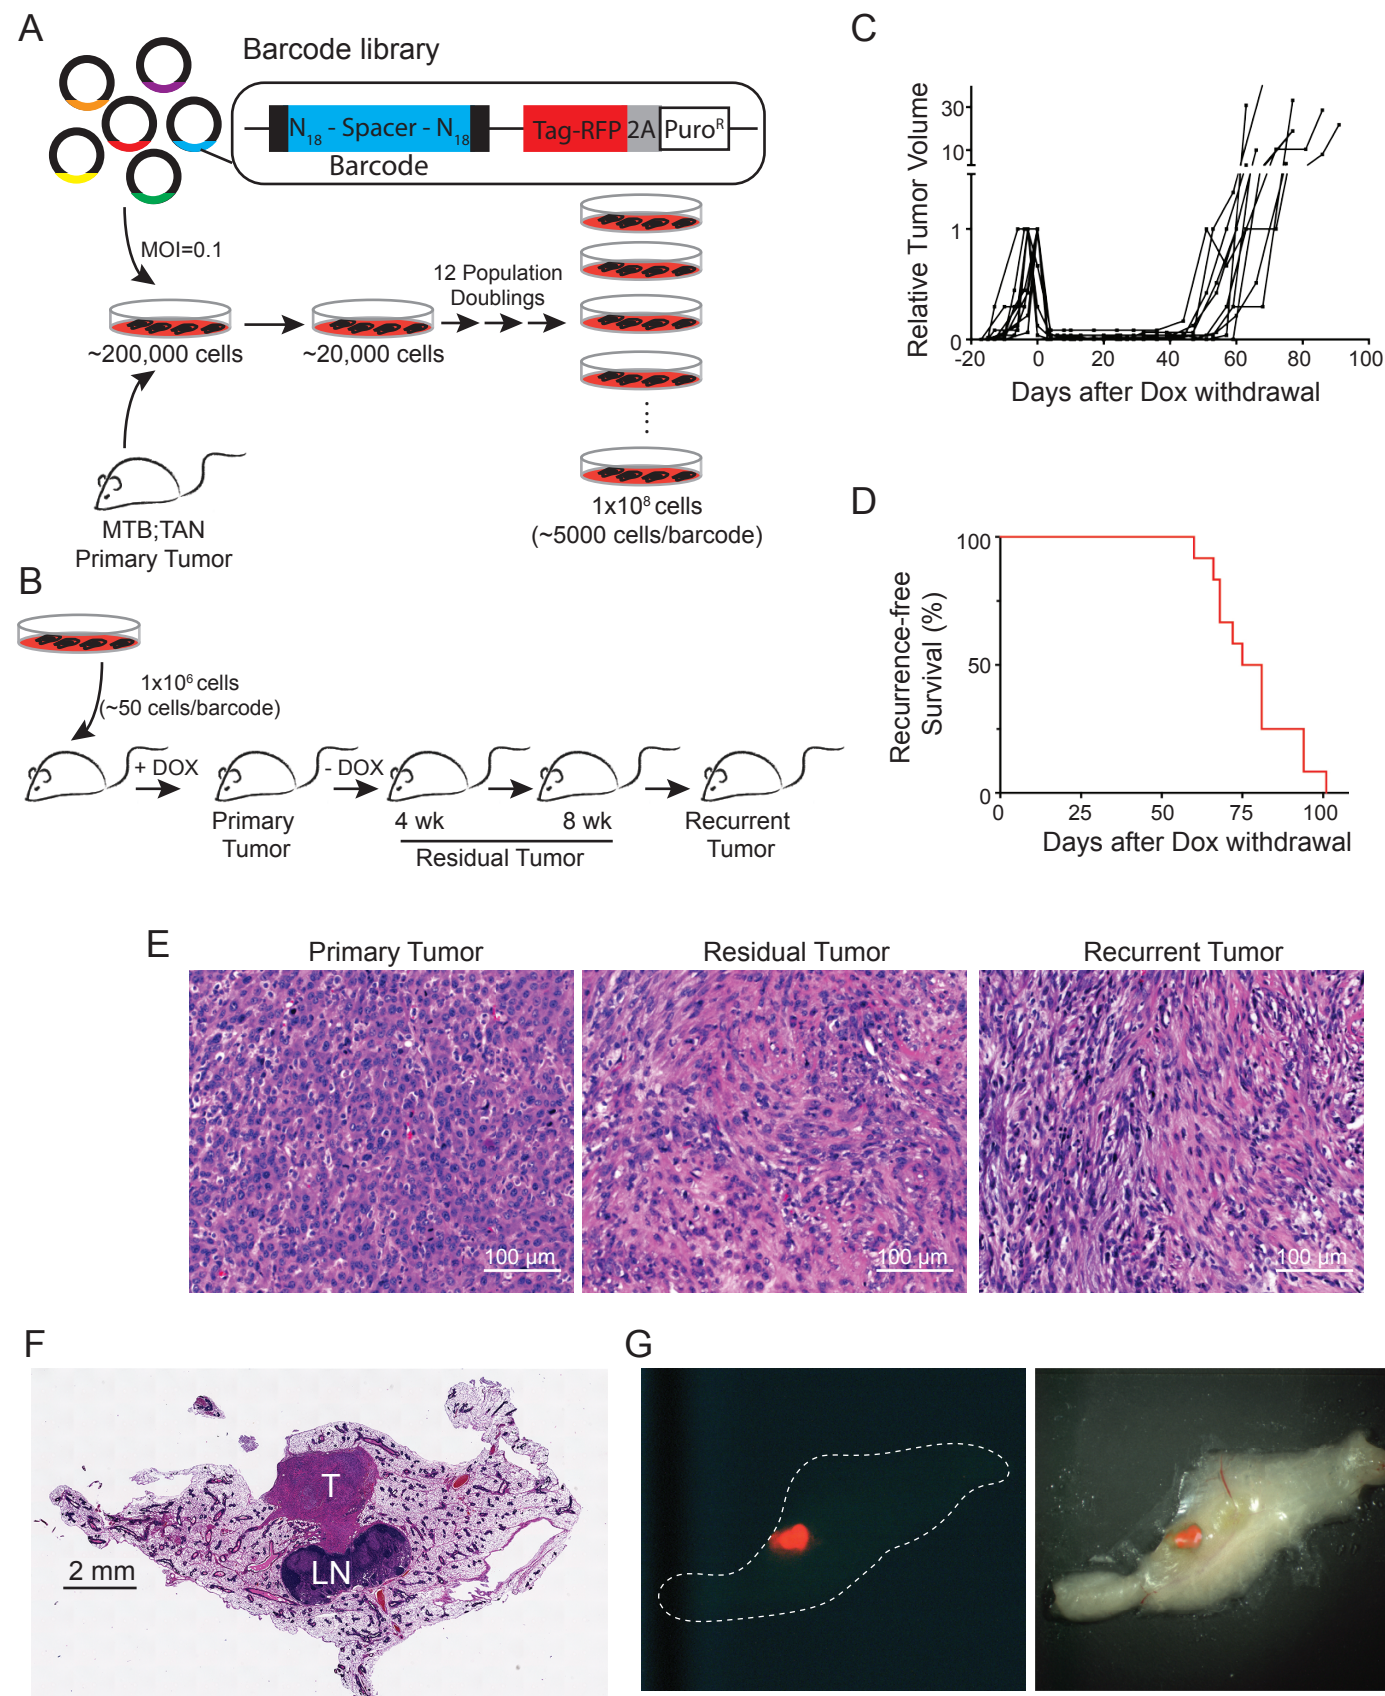 A
Barcode library
N18 - Spacer - N18
Tag-RFP
2A
PuroR
Barcode
MOI=0.1
~200,000 cells
~20,000 cells
12 Population
Doublings
1x10⁸ cells
(~5000 cells/barcode)
MTB;TAN
Primary Tumor
B
1x10⁶ cells
(~50 cells/barcode)
+ DOX
- DOX
Primary
Tumor
4 wk
8 wk
Residual Tumor
Recurrent
Tumor
C
Relative Tumor Volume
30
10
1
0
-20
0
20
40
60
80
100
Days after Dox withdrawal
D
Recurrence-free
Survival (%)
100
50
0
0
25
50
75
100
Days after Dox withdrawal
E
Primary Tumor
Residual Tumor
Recurrent Tumor
100 µm
100 µm
100 µm
F
T
LN
2 mm
G